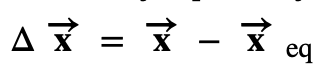 Δ x⃗ = x⃗ − x⃗ eq